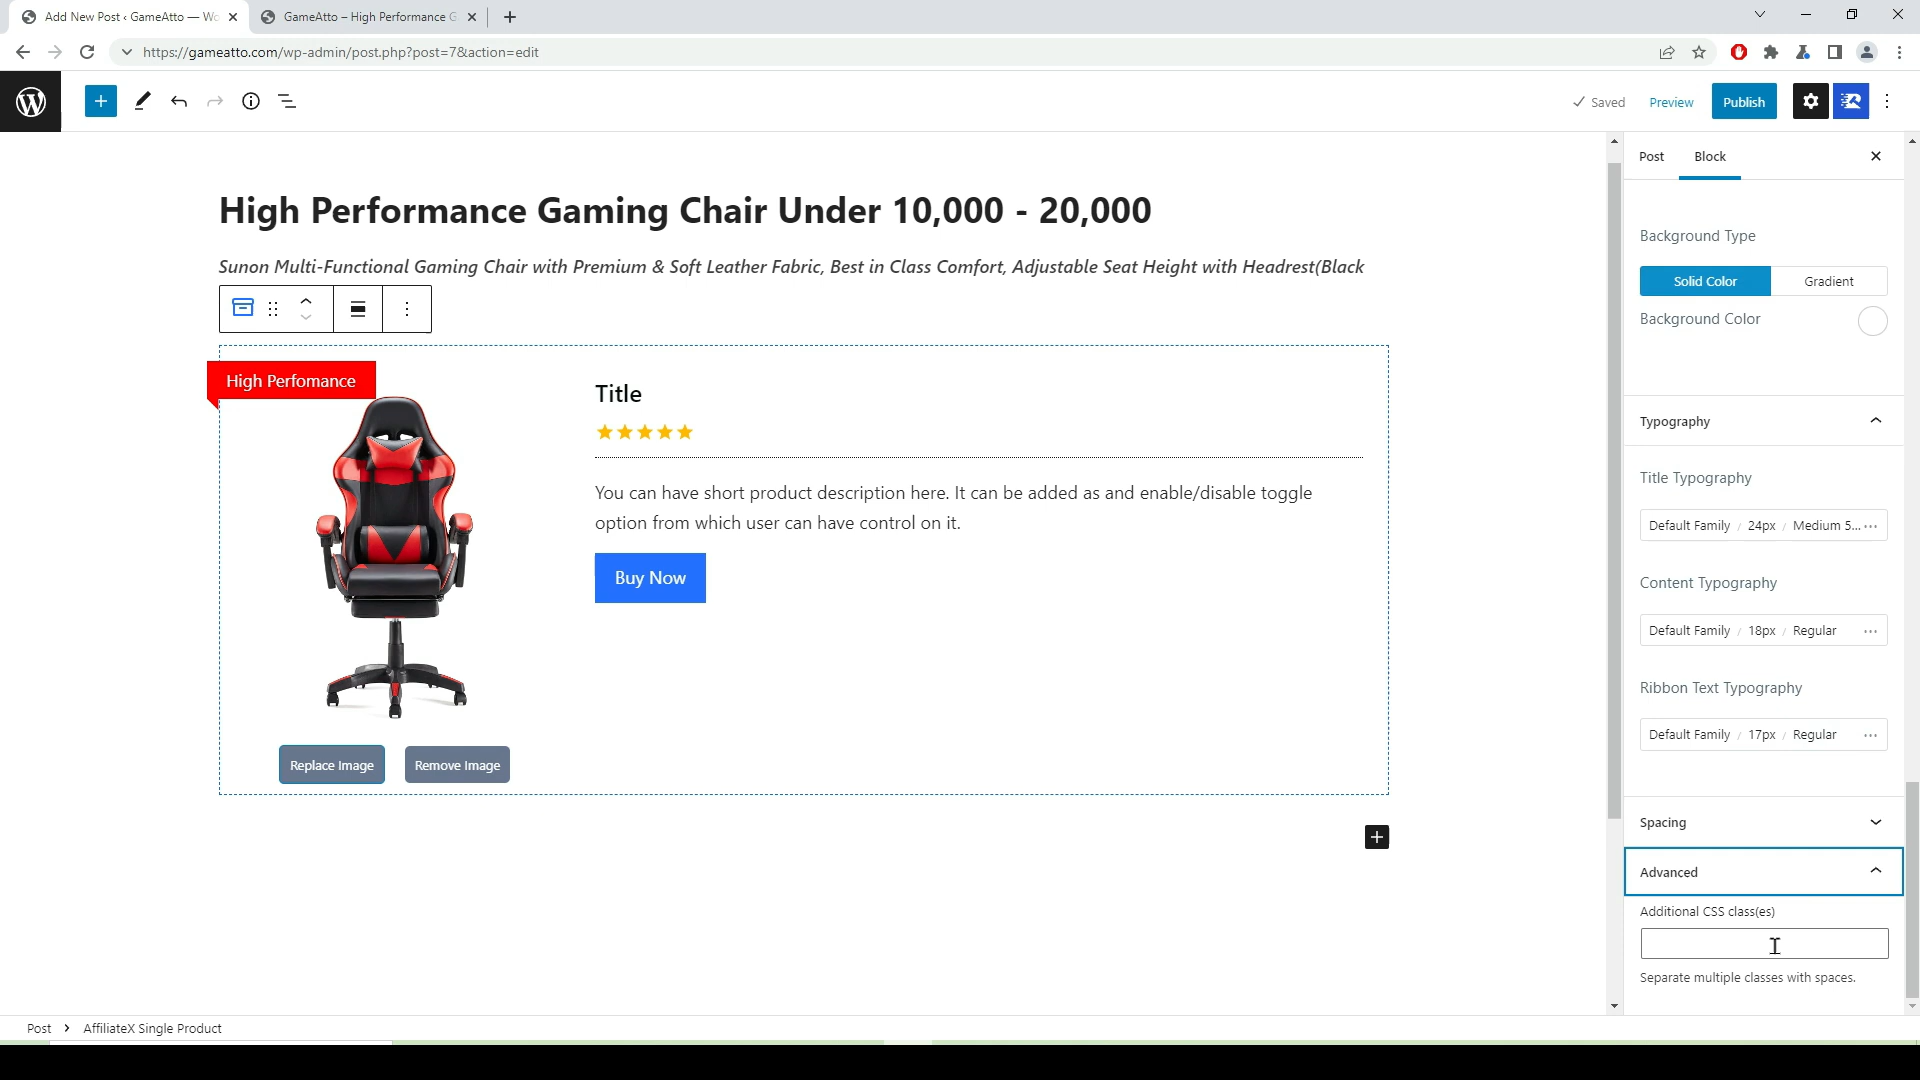 Add New Post ‹ GameAtto — Wo
GameAtto – High Performance G
https://gameatto.com/wp-admin/post.php?post=7&action=edit
Saved
Preview
Publish
Post
Block
High Performance Gaming Chair Under 10,000 - 20,000
Sunon Multi-Functional Gaming Chair with Premium & Soft Leather Fabric, Best in Class Comfort, Adjustable Seat Height with Headrest(Black
High Perfomance
Title
You can have short product description here. It can be added as and enable/disable toggle
option from which user can have control on it.
Buy Now
Replace Image
Remove Image
Background Type
Solid Color
Gradient
Background Color
Typography
Title Typography
Default Family / 24px / Medium 5... ···
Content Typography
Default Family / 18px / Regular ···
Ribbon Text Typography
Default Family / 17px / Regular ···
Spacing
Advanced
Additional CSS class(es)
Separate multiple classes with spaces.
Post › AffiliateX Single Product